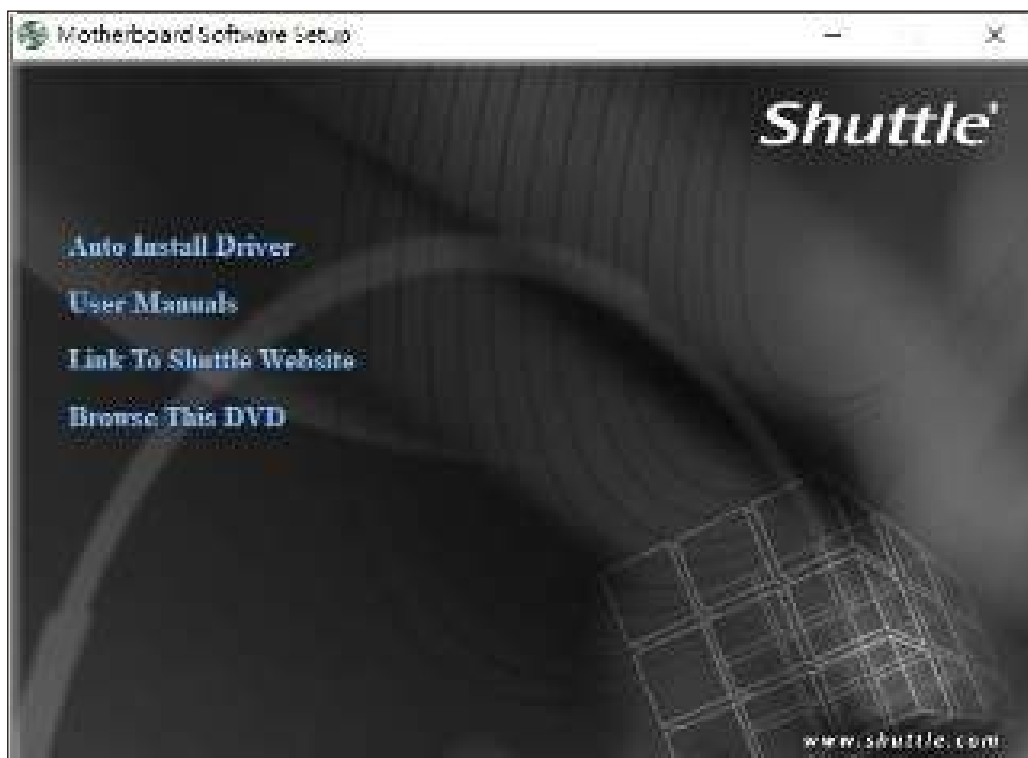 Motherboard Software Setup
Shuttle
Auto Install Driver
User Manuals
Link To Shuttle Website
Browse This DVD
www.shuttle.com